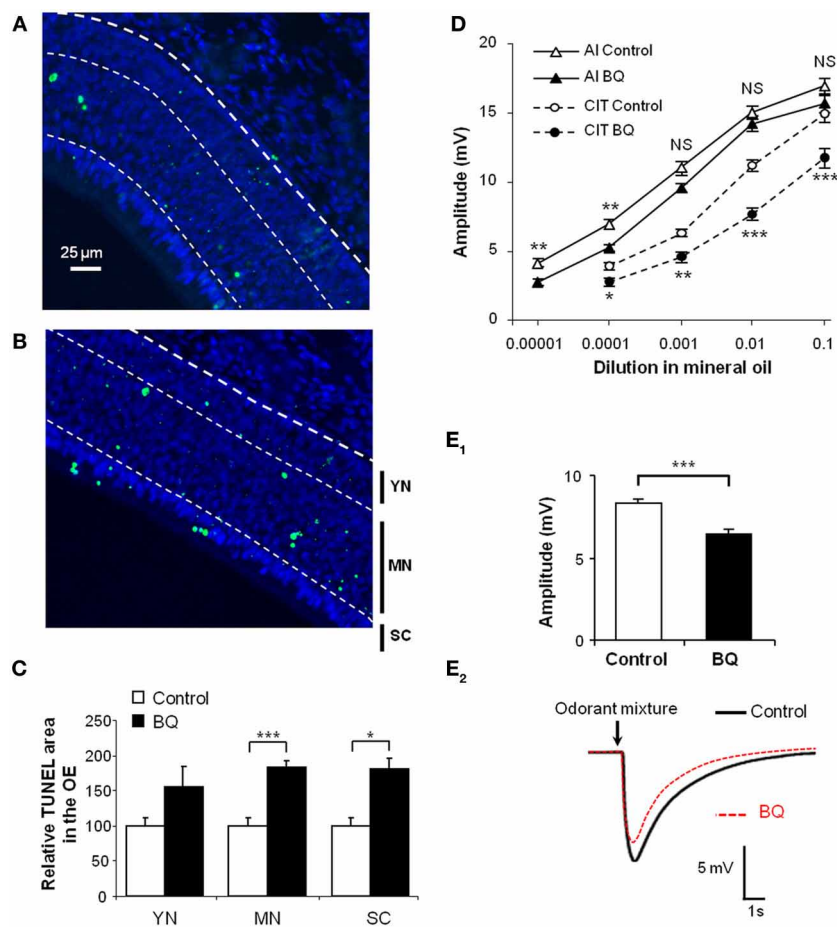 A
25 µm
B
YN
MN
SC
C
Control
BQ
Relative TUNEL area
in the OE
250
200
150
100
50
0
***
*
YN
MN
SC
D
AI Control
AI BQ
CIT Control
CIT BQ
Amplitude (mV)
20
15
10
5
0
**
**
NS
NS
NS
*
**
***
***
0.00001
0.0001
0.001
0.01
0.1
Dilution in mineral oil
E1
***
Amplitude (mV)
10
5
0
Control
BQ
E2
Odorant mixture
Control
BQ
5 mV
1s